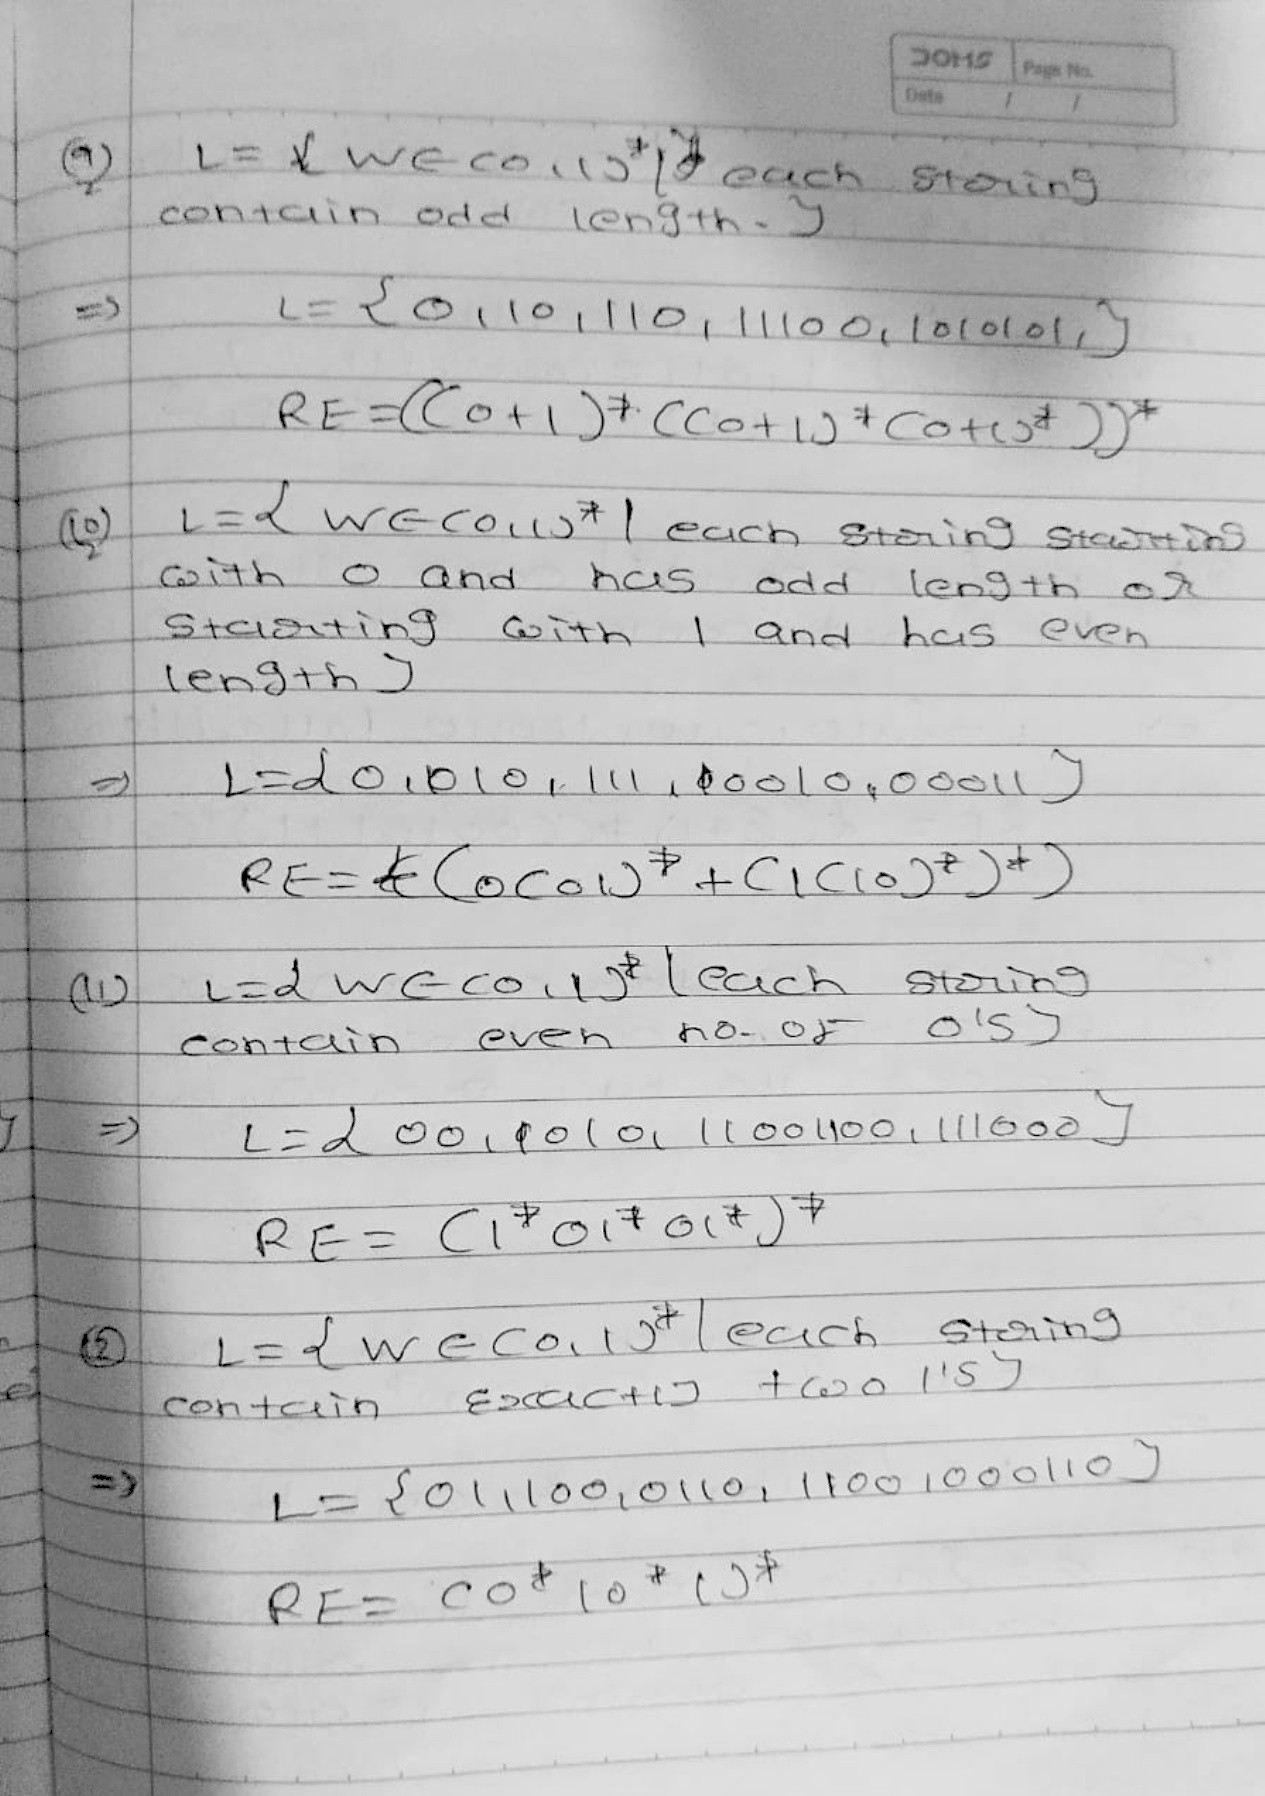 DOMS Page No.
Date / /
(9) L = { W ∈ (0,1)* | each string
contain odd length. }
=> L = {0,10,110,11100,1010101,}
RE = ((0+1)* ((0+1)* (0+1)*))*
(10) L = { W ∈ (0,1)* | each string starting
with 0 and has odd length or
starting with 1 and has even
length }
=> L = {0,010,111,10010,00011}
RE = (0(01)* + (1(10)*)*)
(11) L = { W ∈ (0,1)* | each string
contain even no. of 0's }
=> L = {00,1010,11001100,111000}
RE = (1*01*01*)*
(12) L = { W ∈ (0,1)* | each string
contain Exactly two 1's }
=> L = {011,100,0110,1100,1000110}
RE = (0*10*1)*